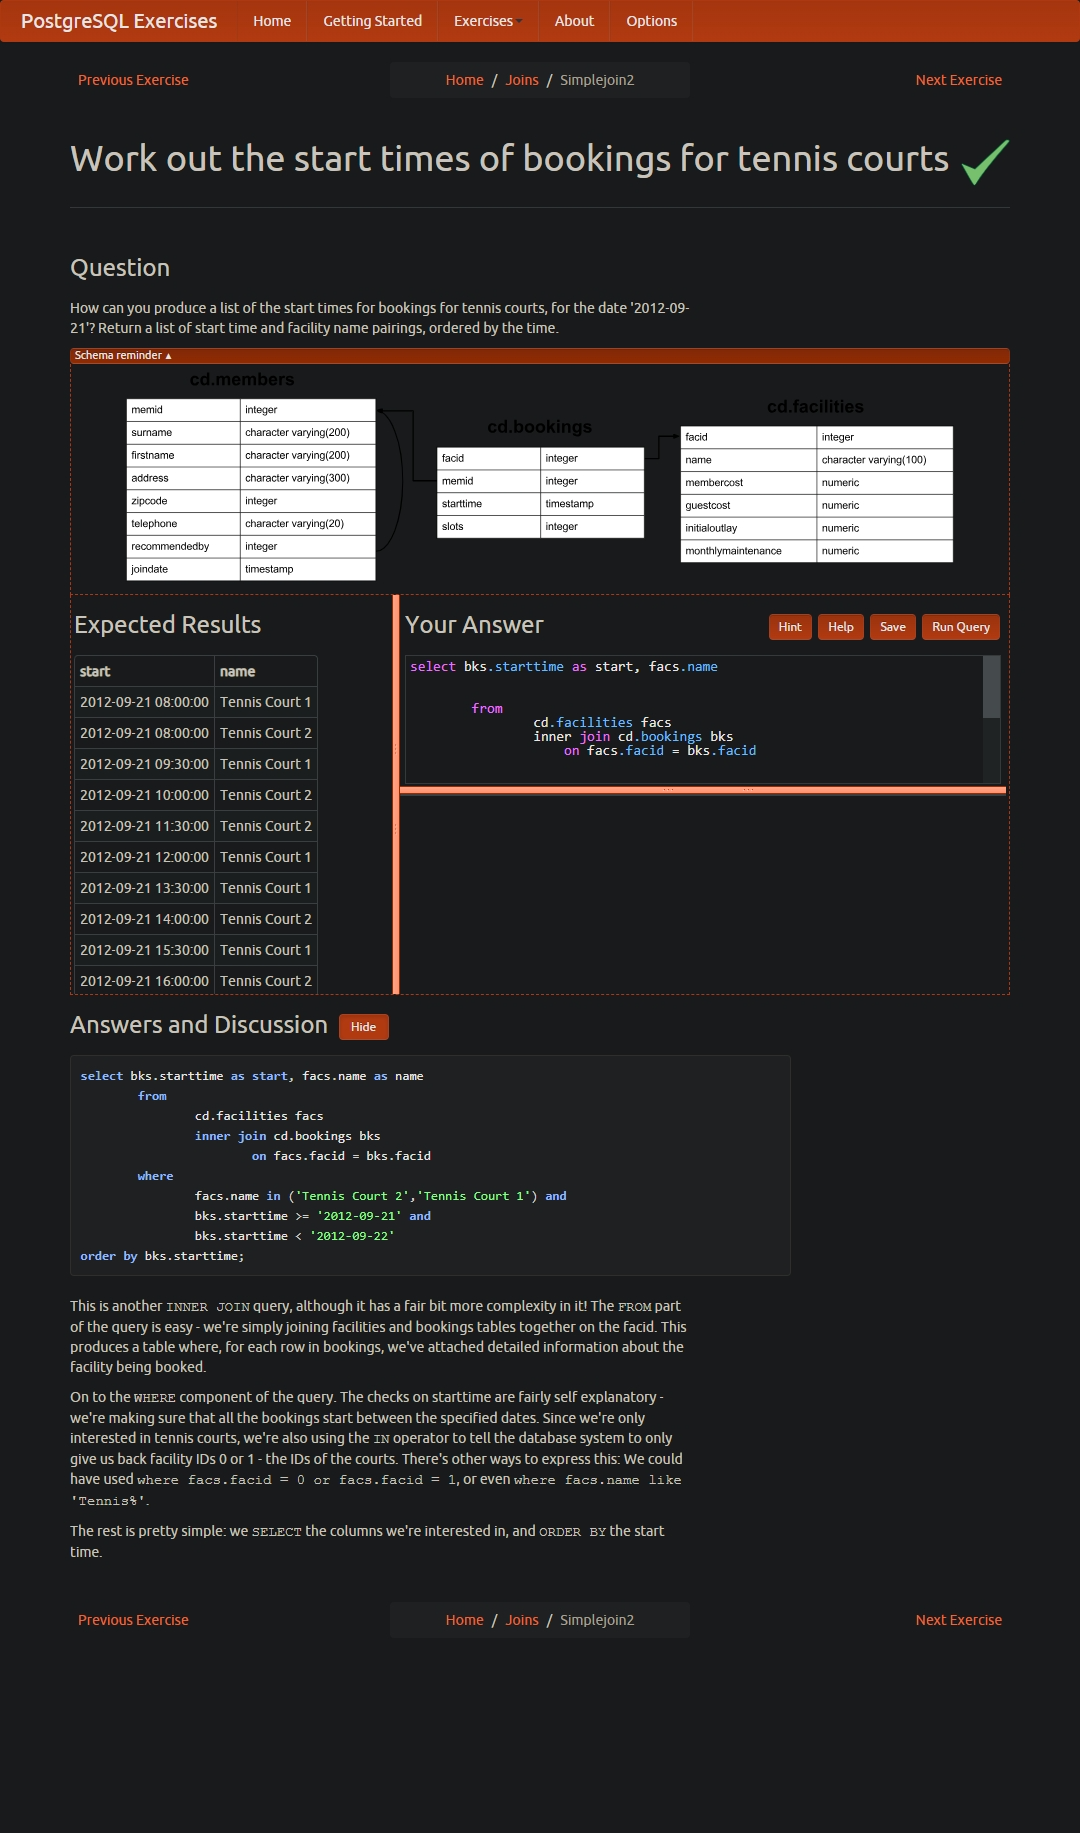 PostgreSQL Exercises Home Getting Started Exercises About Options
Previous Exercise Home / Joins / Simplejoin2 Next Exercise
Work out the start times of bookings for tennis courts
Question
How can you produce a list of the start times for bookings for tennis courts, for the date '2012-09-
21'? Return a list of start time and facility name pairings, ordered by the time.
Schema reminder ▴
cd.members
memid integer
surname character varying(200)
firstname character varying(200)
address character varying(300)
zipcode integer
telephone character varying(20)
recommendedby integer
joindate timestamp
cd.bookings
facid integer
memid integer
starttime timestamp
slots integer
cd.facilities
facid integer
name character varying(100)
membercost numeric
guestcost numeric
initialoutlay numeric
monthlymaintenance numeric
Expected Results
start name
2012-09-21 08:00:00 Tennis Court 1
2012-09-21 08:00:00 Tennis Court 2
2012-09-21 09:30:00 Tennis Court 1
2012-09-21 10:00:00 Tennis Court 2
2012-09-21 11:30:00 Tennis Court 2
2012-09-21 12:00:00 Tennis Court 1
2012-09-21 13:30:00 Tennis Court 1
2012-09-21 14:00:00 Tennis Court 2
2012-09-21 15:30:00 Tennis Court 1
2012-09-21 16:00:00 Tennis Court 2
Your Answer Hint Help Save Run Query
select bks.starttime as start, facs.name
from
cd.facilities facs
inner join cd.bookings bks
on facs.facid = bks.facid
Answers and Discussion Hide
select bks.starttime as start, facs.name as name
from
cd.facilities facs
inner join cd.bookings bks
on facs.facid = bks.facid
where
facs.name in ('Tennis Court 2','Tennis Court 1') and
bks.starttime >= '2012-09-21' and
bks.starttime < '2012-09-22'
order by bks.starttime;
This is another INNER JOIN query, although it has a fair bit more complexity in it! The FROM part
of the query is easy - we're simply joining facilities and bookings tables together on the facid. This
produces a table where, for each row in bookings, we've attached detailed information about the
facility being booked.
On to the WHERE component of the query. The checks on starttime are fairly self explanatory -
we're making sure that all the bookings start between the specified dates. Since we're only
interested in tennis courts, we're also using the IN operator to tell the database system to only
give us back facility IDs 0 or 1 - the IDs of the courts. There's other ways to express this: We could
have used where facs.facid = 0 or facs.facid = 1, or even where facs.name like
'Tennis%'.
The rest is pretty simple: we SELECT the columns we're interested in, and ORDER BY the start
time.
Previous Exercise Home / Joins / Simplejoin2 Next Exercise